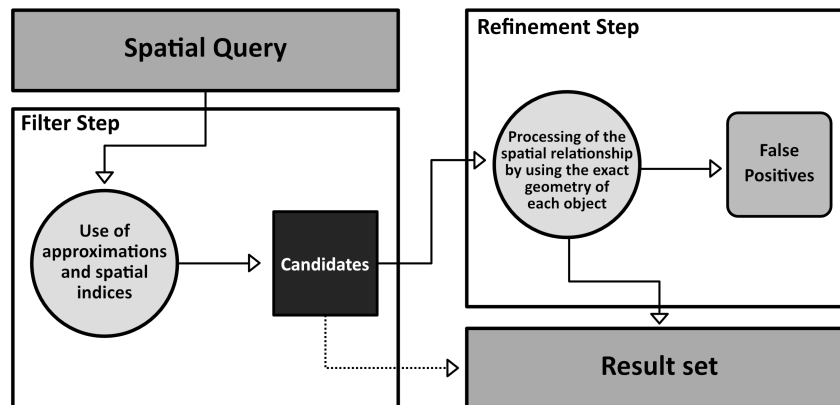 Spatial Query
Filter Step
Use of
approximations
and spatial
indices
Candidates
Refinement Step
Processing of the
spatial relationship
by using the exact
geometry of
each object
False
Positives
Result set